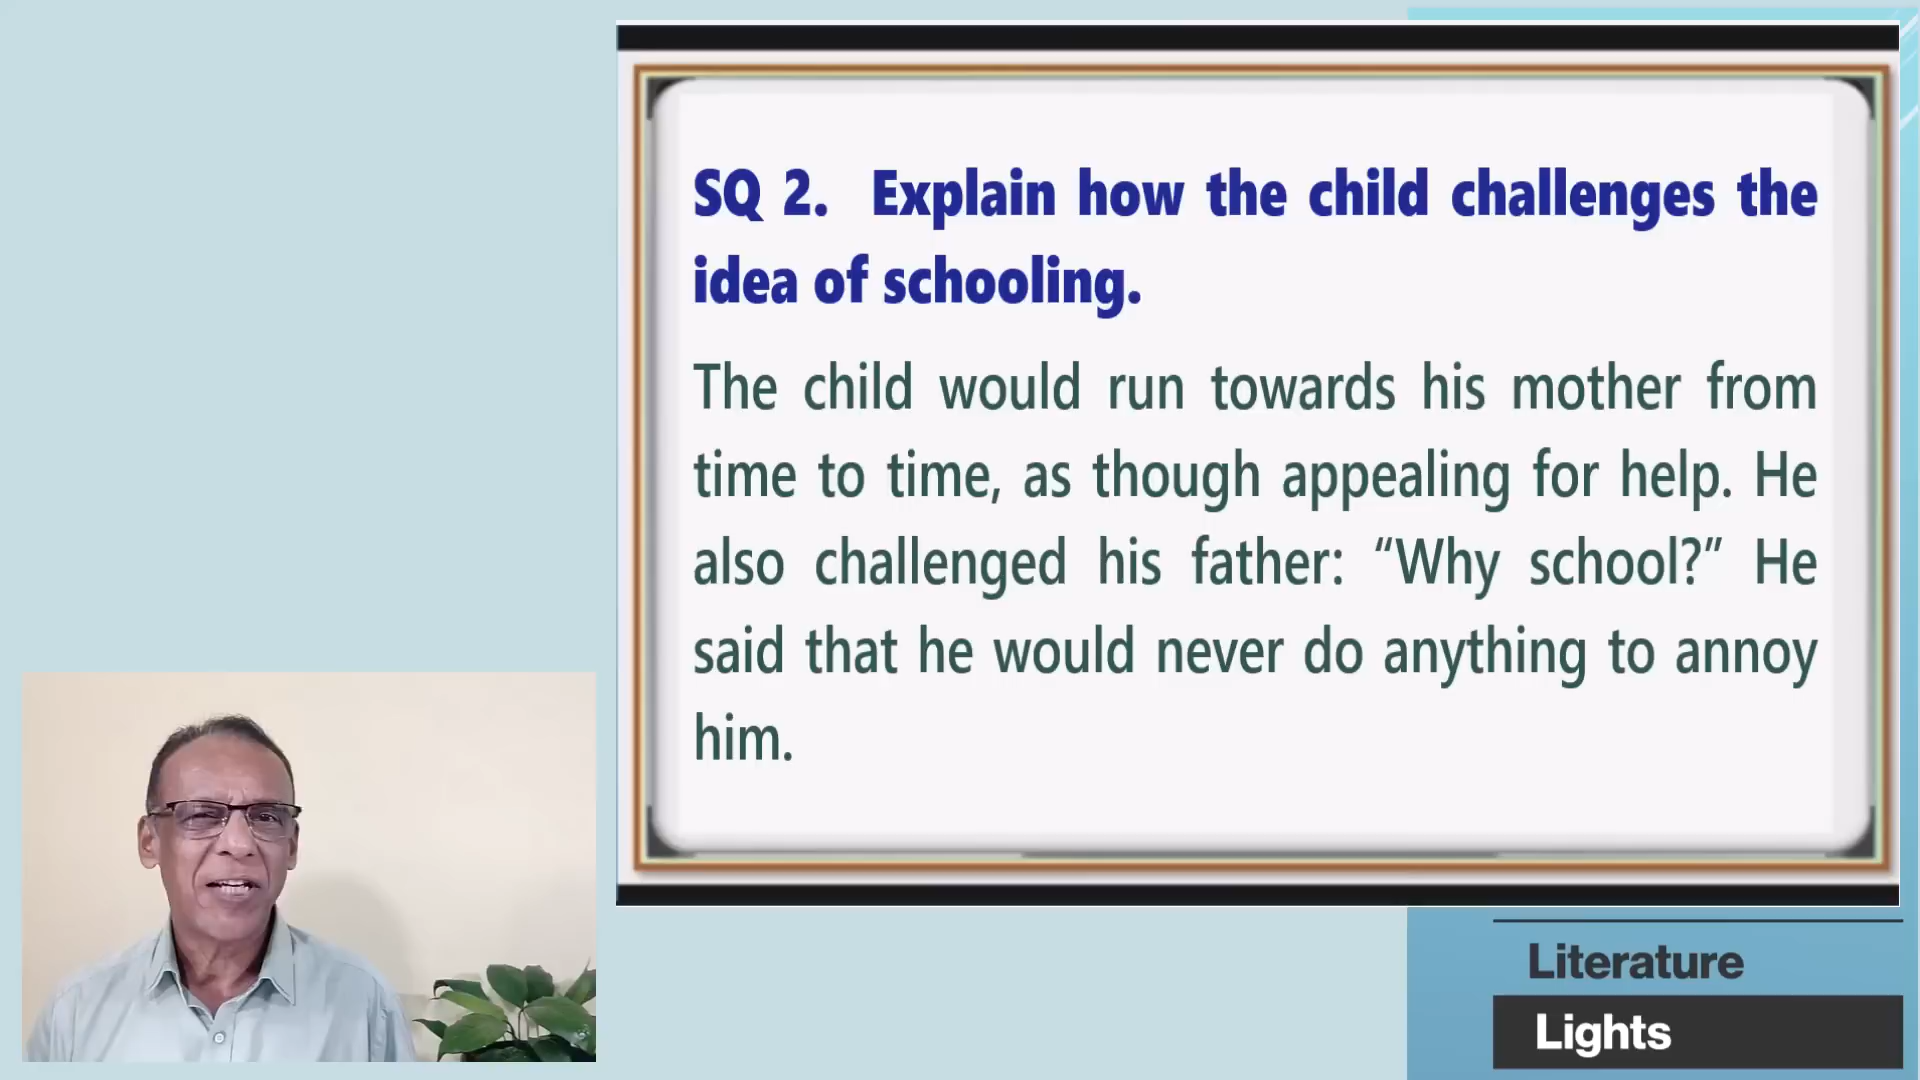 SQ 2. Explain how the child challenges the
idea of schooling.
The child would run towards his mother from
time to time, as though appealing for help. He
also challenged his father: “Why school?” He
said that he would never do anything to annoy
him.
Literature
Lights